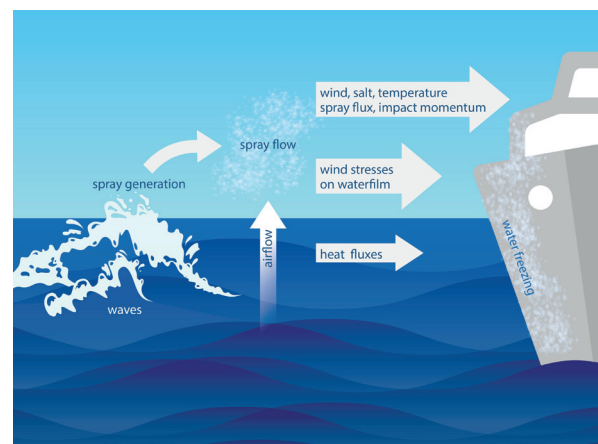 wind, salt, temperature
spray flux, impact momentum
spray flow
wind stresses
on waterfilm
spray generation
airflow
heat fluxes
water freezing
waves